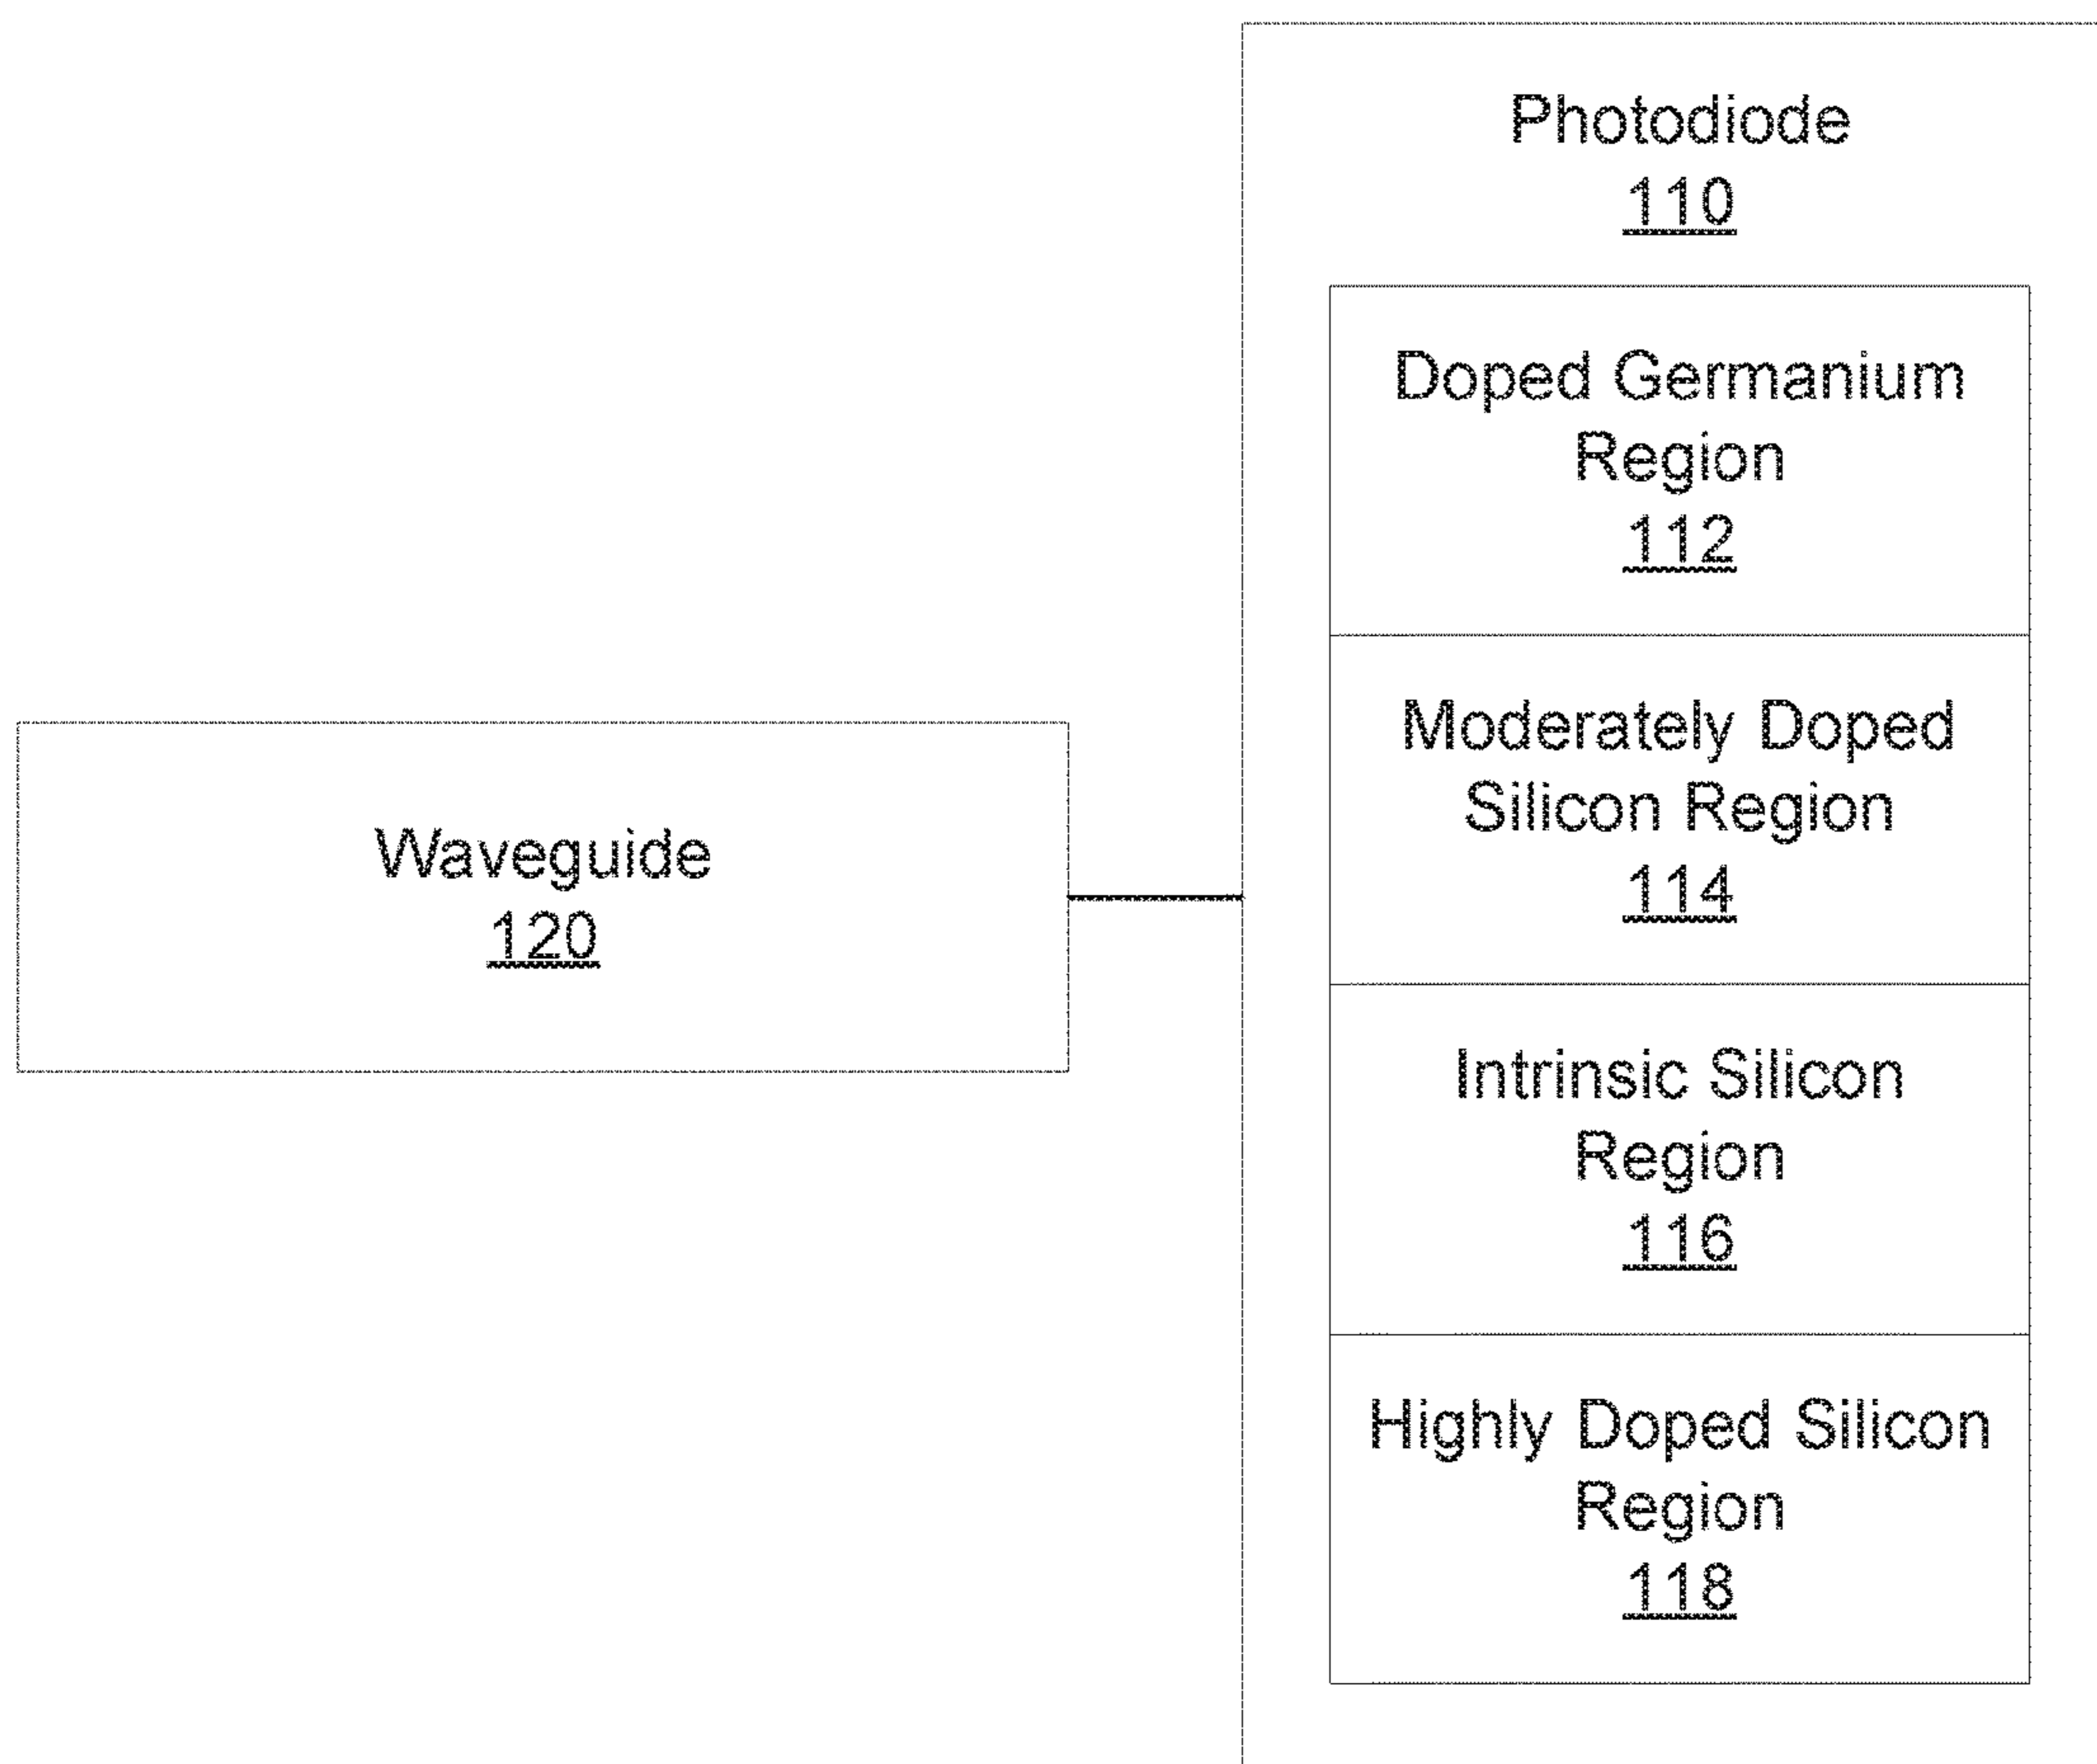 Photodiode
110
Doped Germanium
Region
112
Moderately Doped
Silicon Region
114
Waveguide
120
Intrinsic Silicon
Region
116
Highly Doped Silicon
Region
118